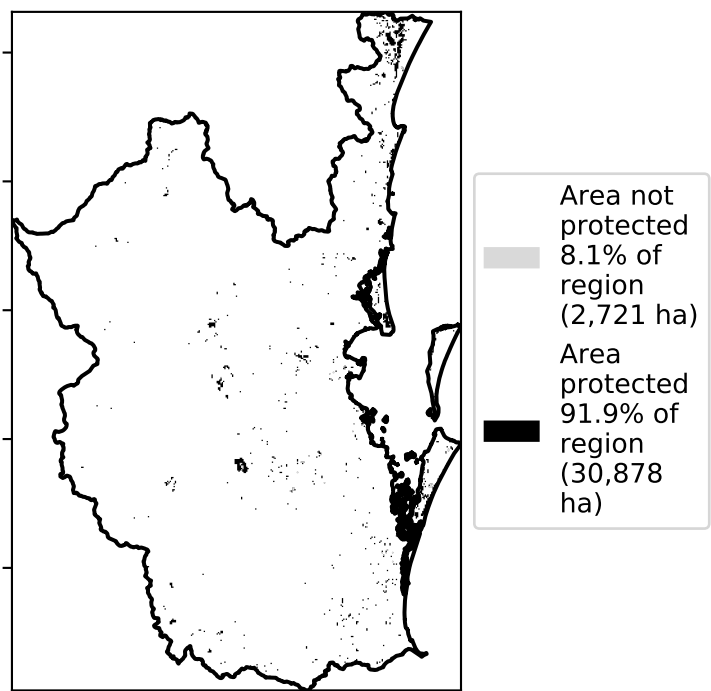 Area not
protected
8.1% of
region
(2,721 ha)
Area
protected
91.9% of
region
(30,878
ha)